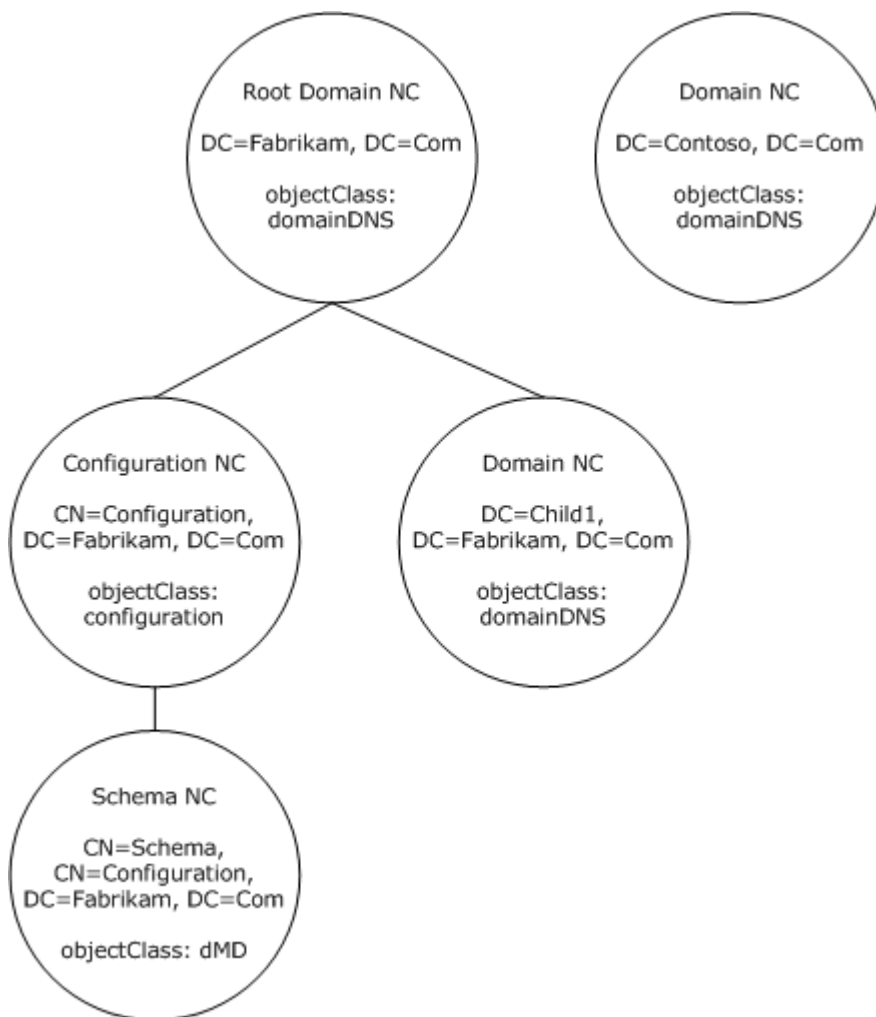 Root Domain NC
DC=Fabrikam, DC=Com
objectClass:
domainDNS
Domain NC
DC=Contoso, DC=Com
objectClass:
domainDNS
Configuration NC
CN=Configuration,
DC=Fabrikam, DC=Com
objectClass:
configuration
Domain NC
DC=Child1,
DC=Fabrikam, DC=Com
objectClass:
domainDNS
Schema NC
CN=Schema,
CN=Configuration,
DC=Fabrikam, DC=Com
objectClass: dMD